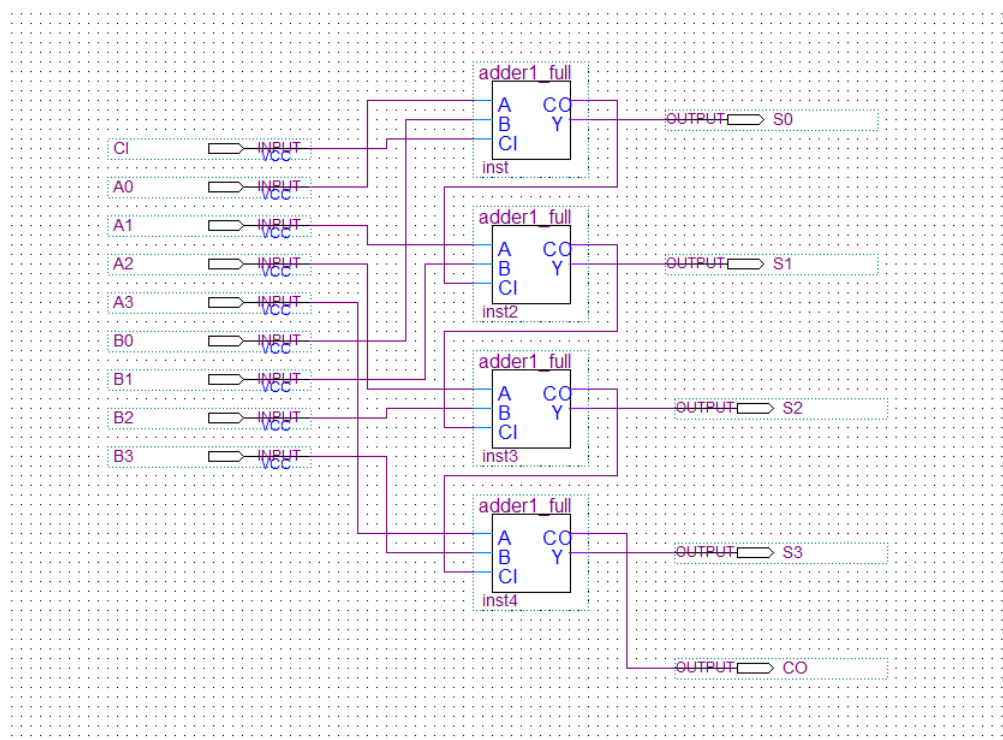 adder1_full
A CO
B Y
CI
inst
OUTPUT S0
CI INPUT
VCC
A0 INPUT
VCC
A1 INPUT
VCC
A2 INPUT
VCC
A3 INPUT
VCC
B0 INPUT
VCC
B1 INPUT
VCC
B2 INPUT
VCC
B3 INPUT
VCC
adder1_full
A CO
B Y
CI
inst2
OUTPUT S1
adder1_full
A CO
B Y
CI
inst3
OUTPUT S2
adder1_full
A CO
B Y
CI
inst4
OUTPUT S3
OUTPUT CO